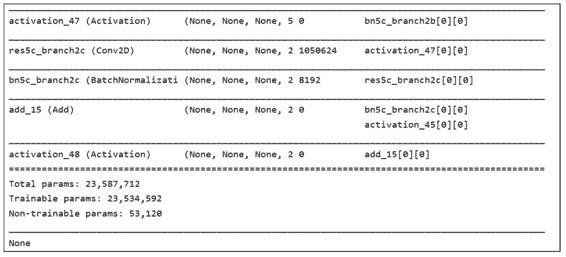 activation_47 (Activation) (None, None, None, 5 0 bn5c_branch2b[0][0]
res5c_branch2c (Conv2D) (None, None, None, 2 1050624 activation_47[0][0]
bn5c_branch2c (BatchNormalizati (None, None, None, 2 8192 res5c_branch2c[0][0]
add_15 (Add) (None, None, None, 2 0 bn5c_branch2c[0][0]
activation_45[0][0]
activation_48 (Activation) (None, None, None, 2 0 add_15[0][0]
Total params: 23,587,712
Trainable params: 23,534,592
Non-trainable params: 53,120
None